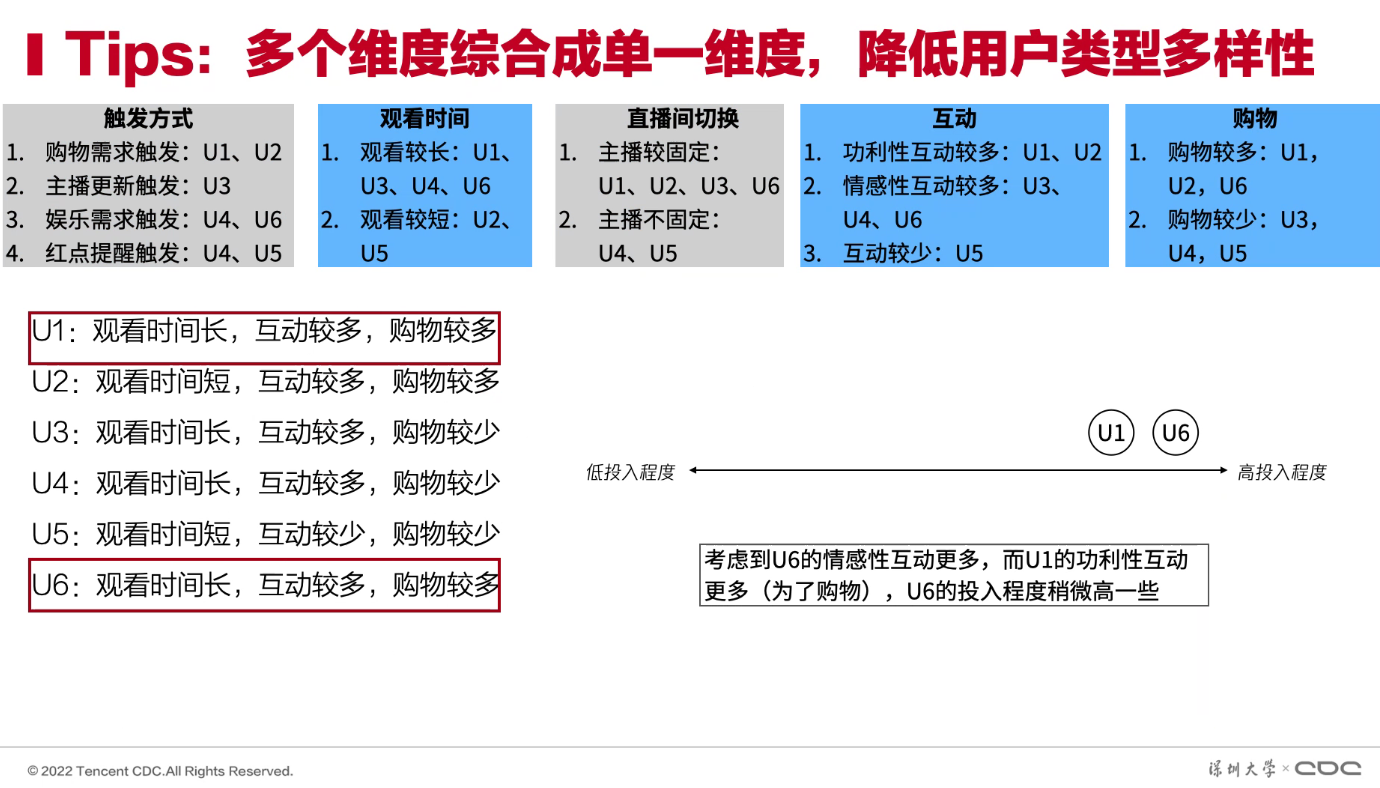 Tips：多个维度综合成单一维度，降低用户类型多样性
触发方式
1. 购物需求触发：U1、U2
2. 主播更新触发：U3
3. 娱乐需求触发：U4、U6
4. 红点提醒触发：U4、U5
观看时间
1. 观看较长：U1、
U3、U4、U6
2. 观看较短：U2、
U5
直播间切换
1. 主播较固定：
U1、U2、U3、U6
2. 主播不固定：
U4、U5
互动
1. 功利性互动较多：U1、U2
2. 情感性互动较多：U3、
U4、U6
3. 互动较少：U5
购物
1. 购物较多：U1，
U2，U6
2. 购物较少：U3，
U4，U5
U1：观看时间长，互动较多，购物较多
U2：观看时间短，互动较多，购物较多
U3：观看时间长，互动较多，购物较少
U4：观看时间长，互动较多，购物较少
U5：观看时间短，互动较少，购物较少
U6：观看时间长，互动较多，购物较多
U1 U6
低投入程度 高投入程度
考虑到U6的情感性互动更多，而U1的功利性互动
更多（为了购物），U6的投入程度稍微高一些
© 2022 Tencent CDC.All Rights Reserved.
深圳大学 × CDC